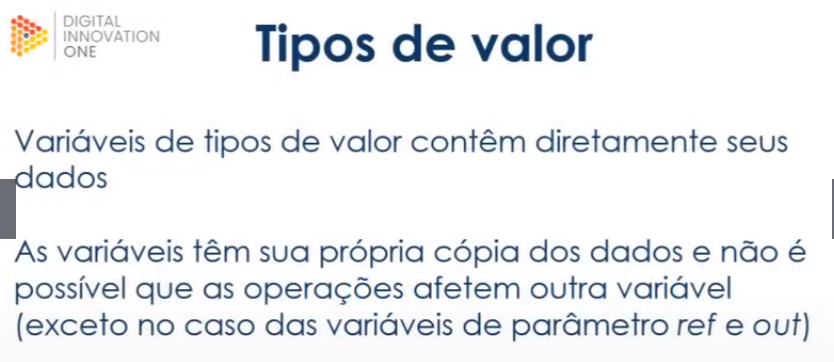 DIGITAL
INNOVATION
ONE
Tipos de valor
Variáveis de tipos de valor contêm diretamente seus
dados
As variáveis têm sua própria cópia dos dados e não é
possível que as operações afetem outra variável
(exceto no caso das variáveis de parâmetro ref e out)